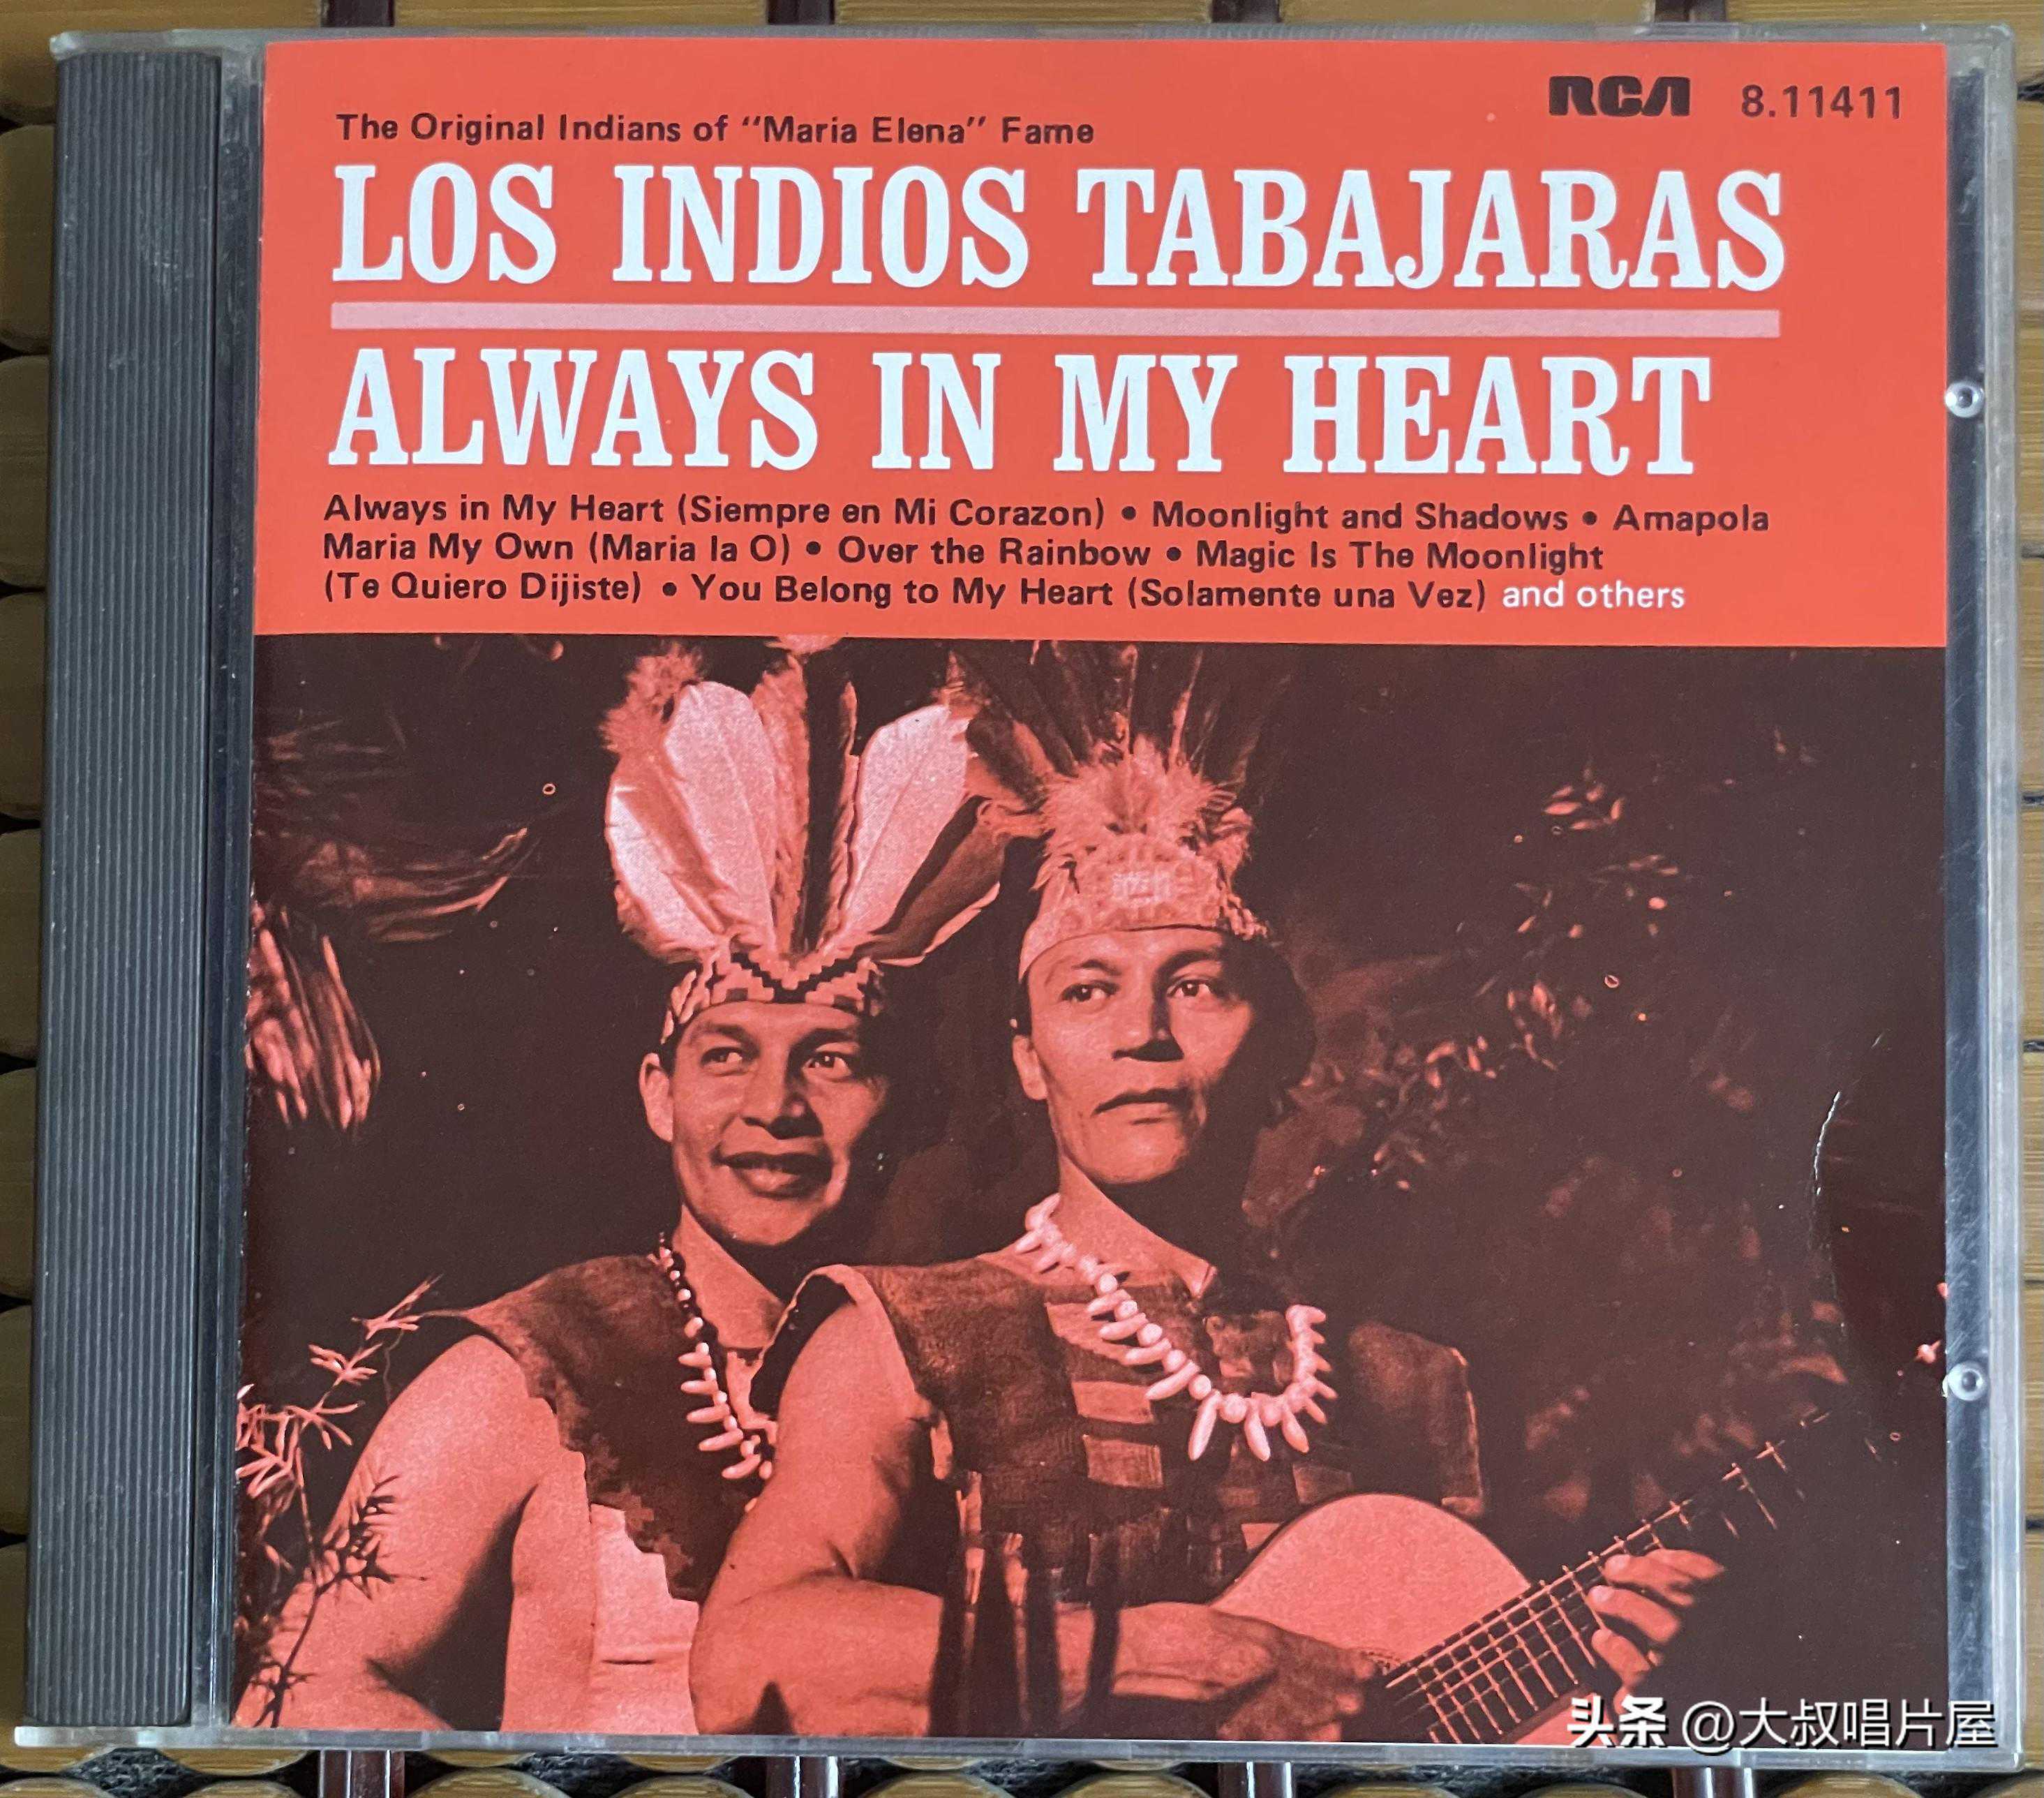 RCA 8.11411
The Original Indians of "Maria Elena" Fame
LOS INDIOS TABAJARAS
ALWAYS IN MY HEART
Always in My Heart (Siempre en Mi Corazon) • Moonlight and Shadows • Amapola
Maria My Own (Maria la O) • Over the Rainbow • Magic Is The Moonlight
(Te Quiero Dijiste) • You Belong to My Heart (Solamente una Vez) and others
头条 @大叔唱片屋